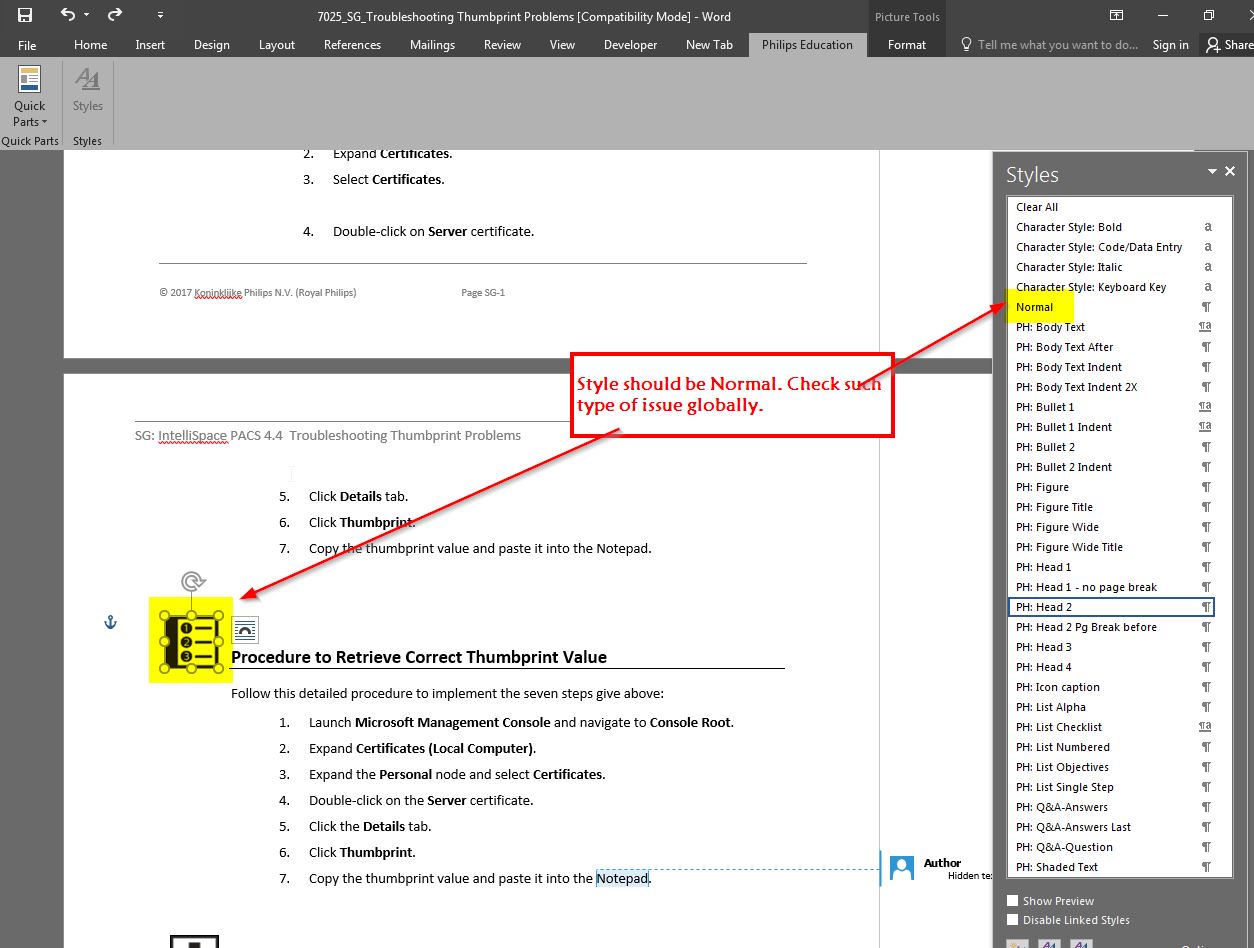 7025_SG_Troubleshooting Thumbprint Problems [Compatibility Mode] - Word
Picture Tools
File Home Insert Design Layout References Mailings Review View Developer New Tab Philips Education Format Tell me what you want to do... Sign in Share
Quick Parts
Styles
Quick Parts
Styles
2. Expand Certificates.
3. Select Certificates.
4. Double-click on Server certificate.
© 2017 Koninklijke Philips N.V. (Royal Philips) Page SG-1
Style should be Normal. Check such
type of issue globally.
SG: IntelliSpace PACS 4.4 Troubleshooting Thumbprint Problems
5. Click Details tab.
6. Click Thumbprint.
7. Copy the thumbprint value and paste it into the Notepad.
1
2
3
Procedure to Retrieve Correct Thumbprint Value
Follow this detailed procedure to implement the seven steps give above:
1. Launch Microsoft Management Console and navigate to Console Root.
2. Expand Certificates (Local Computer).
3. Expand the Personal node and select Certificates.
4. Double-click on the Server certificate.
5. Click the Details tab.
6. Click Thumbprint.
7. Copy the thumbprint value and paste it into the Notepad.
Author
Hidden te
Styles
Clear All
Character Style: Bold a
Character Style: Code/Data Entry a
Character Style: Italic a
Character Style: Keyboard Key a
Normal ¶
PH: Body Text ¶a
PH: Body Text After ¶
PH: Body Text Indent ¶
PH: Body Text Indent 2X ¶
PH: Bullet 1 ¶a
PH: Bullet 1 Indent ¶a
PH: Bullet 2 ¶
PH: Bullet 2 Indent ¶
PH: Figure ¶
PH: Figure Title ¶
PH: Figure Wide ¶
PH: Figure Wide Title ¶
PH: Head 1 ¶
PH: Head 1 - no page break ¶
PH: Head 2 ¶
PH: Head 2 Pg Break before ¶
PH: Head 3 ¶
PH: Head 4 ¶
PH: Icon caption ¶
PH: List Alpha ¶
PH: List Checklist ¶a
PH: List Numbered ¶
PH: List Objectives ¶
PH: List Single Step ¶
PH: Q&A-Answers ¶
PH: Q&A-Answers Last ¶
PH: Q&A-Question ¶
PH: Shaded Text ¶
Show Preview
Disable Linked Styles